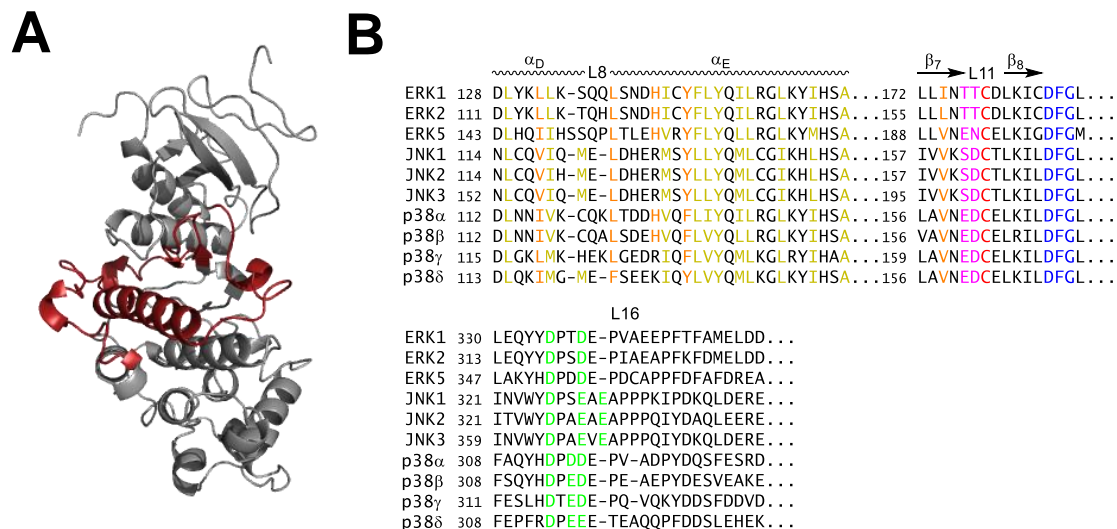 A
B
αD L8 αE β7 L11 β8
ERK1 128 DLYKLLK-SQQLSNDHICYFLYQILRGLKYIHSA...172 LLINTTCDLKICDFGL...
ERK2 111 DLYKLLK-TQHLSNDHICYFLYQILRGLKYIHSA...155 LLLNTTCDLKICDFGL...
ERK5 143 DLHQIIHSSQPLTLEHVRYFLYQLLRGLKYMHSA...188 LLVNENCELKIGDFGM...
JNK1 114 NLCQVIQ-ME-LDHERMSYLLYQMLCGIKHLHSA...157 IVVKSDCTLKILDFGL...
JNK2 114 NLCQVIH-ME-LDHERMSYLLYQMLCGIKHLHSA...157 IVVKSDCTLKILDFGL...
JNK3 152 NLCQVIQ-ME-LDHERMSYLLYQMLCGIKHLHSA...195 IVVKSDCTLKILDFGL...
p38α 112 DLNNIVK-CQKLTDDHVQFLIYQILRGLKYIHSA...156 LAVNEDCELKILDFGL...
p38β 112 DLNNIVK-CQALSDEHVQFLVYQLLRGLKYIHSA...156 VAVNEDCELRILDFGL...
p38γ 115 DLGKLMK-HEKLGEDRIQFLVYQMLKGLRYIHAA...159 LAVNEDCELKILDFGL...
p38δ 113 DLQKIMG-ME-FSEEKIQYLVYQMLKGLKYIHSA...156 LAVNEDCELKILDFGL...
L16
ERK1 330 LEQYYDPTDE-PVAEEPFTFAMELDD...
ERK2 313 LEQYYDPSDE-PIAEAPFKFDMELDD...
ERK5 347 LAKYHDPDDE-PDCAPPFDFAFDREA...
JNK1 321 INVWYDPSEAEAPPPKIPDKQLDERE...
JNK2 321 ITVWYDPAEAEAPPPQIYDAQLEERE...
JNK3 359 INVWYDPAEVEAPPPQIYDKQLDERE...
p38α 308 FAQYHDPDDE-PV-ADPYDQSFESRD...
p38β 308 FSQYHDPEDE-PE-AEPYDESVEAKE...
p38γ 311 FESLHDTEDE-PQ-VQKYDDSFDDVD...
p38δ 308 FEPFRDPEEE-TEAQQPFDDSLEHEK...